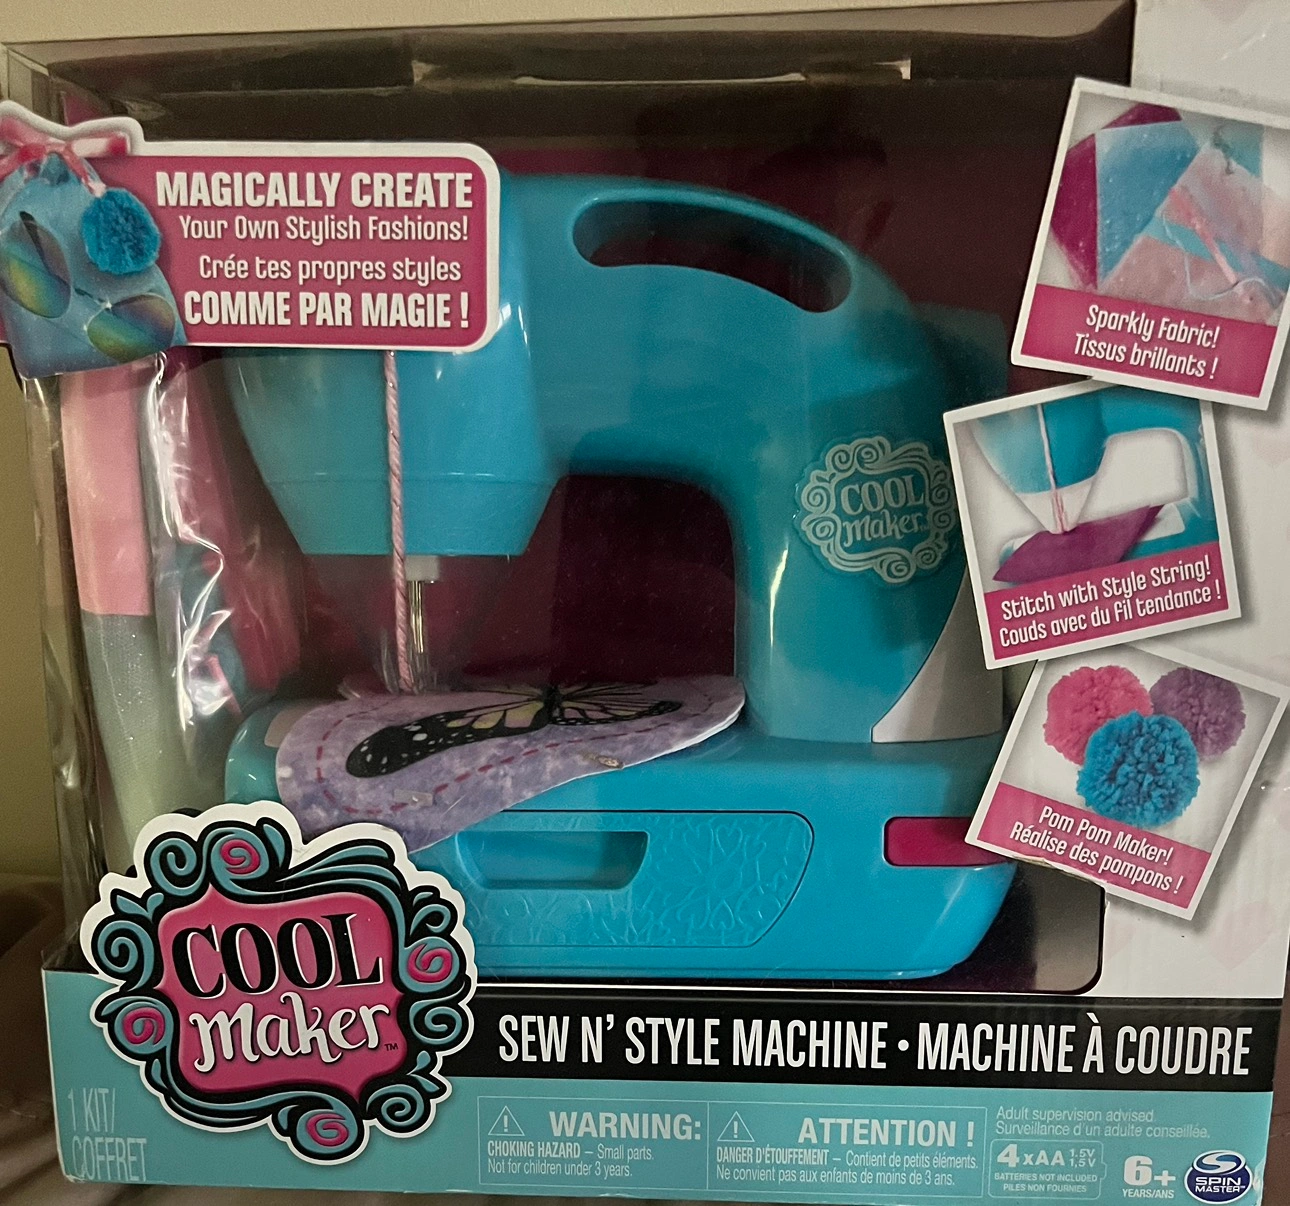 MAGICALLY CREATE
Your Own Stylish Fashions!
Crée tes propres styles
COMME PAR MAGIE !
Sparkly Fabric!
Tissus brillants !
COOL
maker
Stitch with Style String!
Couds avec du fil tendance !
Pom Pom Maker!
Réalise des pompons !
COOL
maker™
SEW N' STYLE MACHINE • MACHINE À COUDRE
1 KIT/
COFFRET
WARNING:
CHOKING HAZARD – Small parts.
Not for children under 3 years.
ATTENTION !
DANGER D'ÉTOUFFEMENT – Contient de petits éléments.
Ne convient pas aux enfants de moins de 3 ans.
Adult supervision advised.
Surveillance d'un adulte conseillée.
4 x AA 1.5V
1,5V
BATTERIES NOT INCLUDED
PILES NON FOURNIES
6+
YEARS/ANS
SPIN
MASTER™